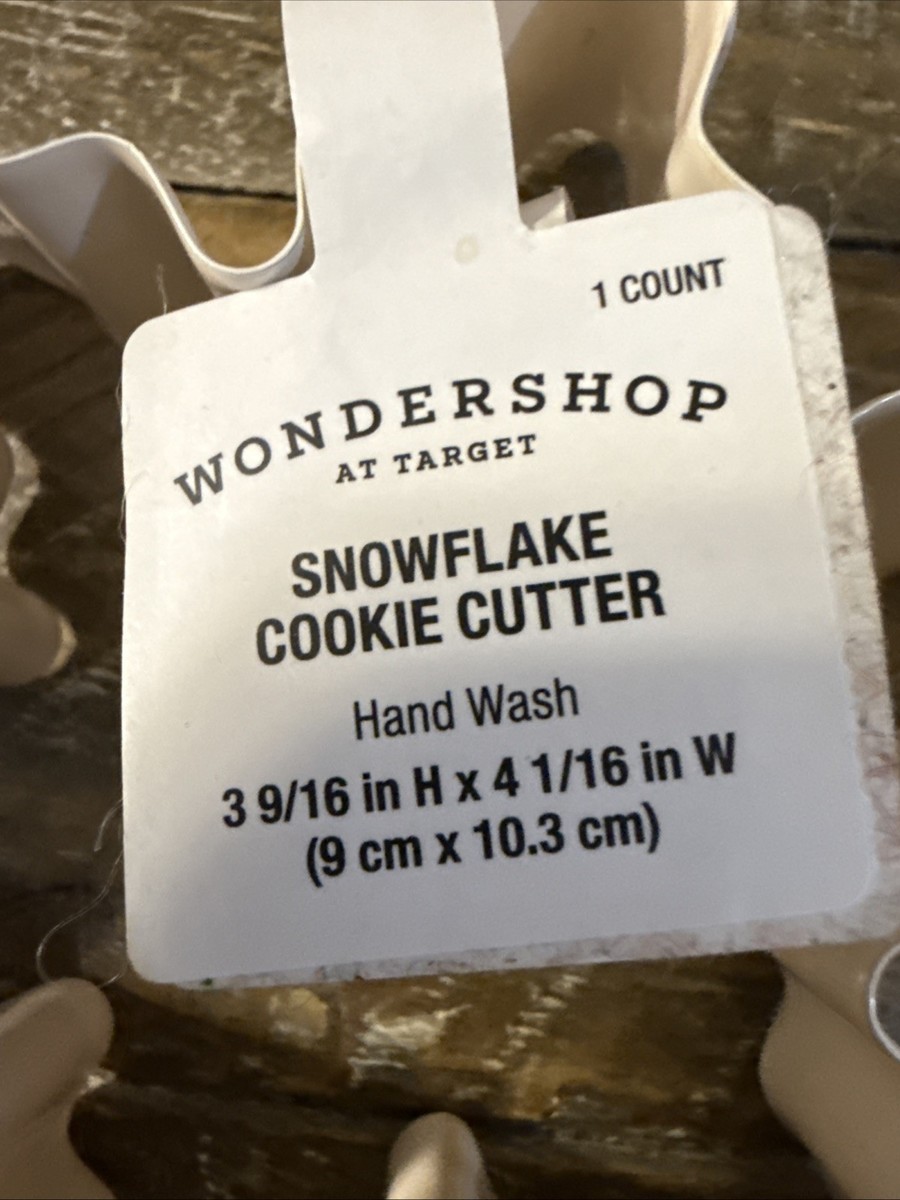 1 COUNT
WONDERSHOP
AT TARGET
SNOWFLAKE
COOKIE CUTTER
Hand Wash
3 9/16 in H x 4 1/16 in W
(9 cm x 10.3 cm)